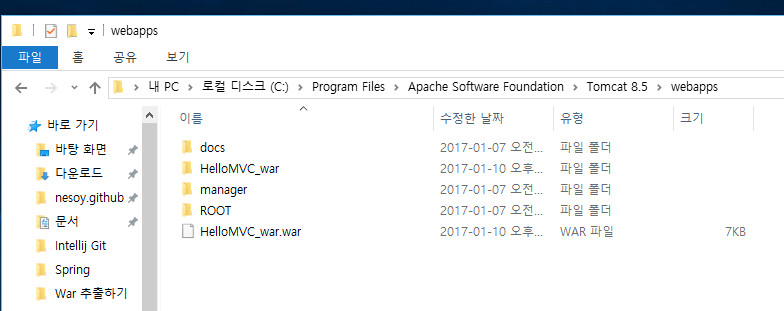 webapps
파일 홈 공유 보기
내 PC 로컬 디스크 (C:) Program Files Apache Software Foundation Tomcat 8.5 webapps
이름 수정한 날짜 유형 크기
바로 가기
바탕 화면
다운로드
nesoy.github
문서
Intellij Git
Spring
War 추출하기
docs 2017-01-07 오전... 파일 폴더
HelloMVC_war 2017-01-10 오후... 파일 폴더
manager 2017-01-07 오전... 파일 폴더
ROOT 2017-01-07 오전... 파일 폴더
HelloMVC_war.war 2017-01-10 오후... WAR 파일 7KB